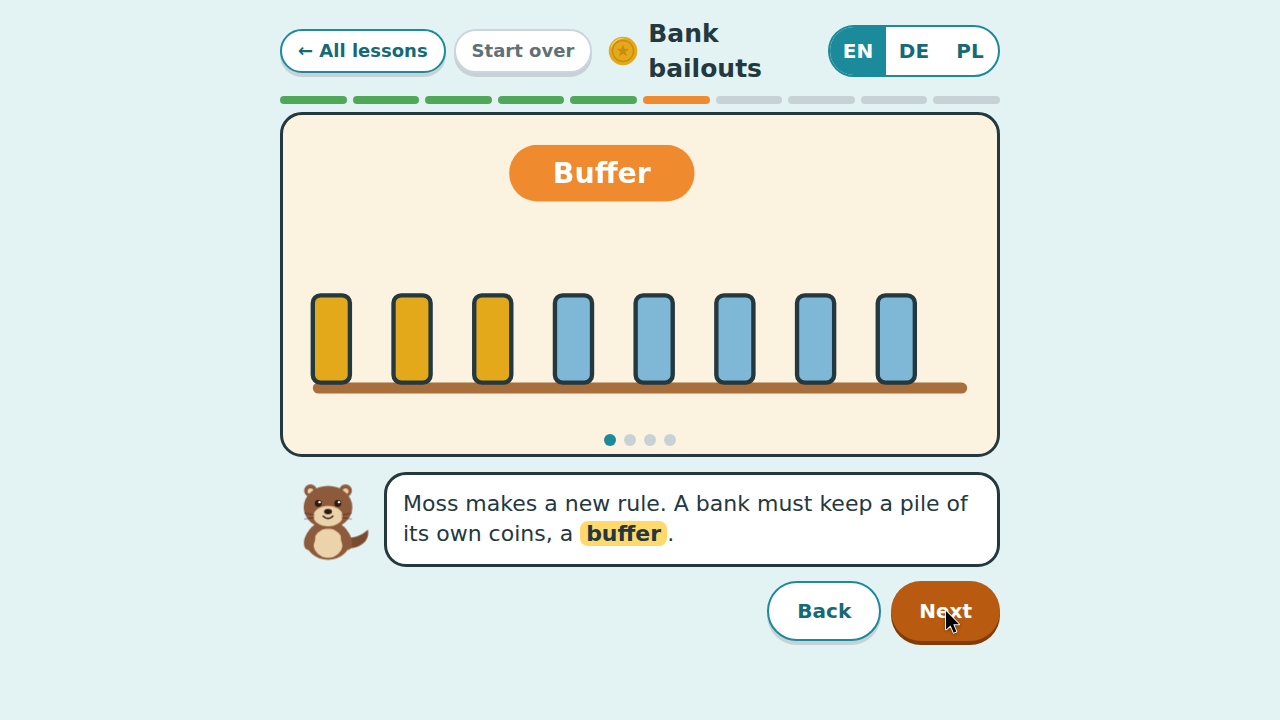 ← All lessons
Start over
Bank
bailouts
EN DE PL
Buffer
Moss makes a new rule. A bank must keep a pile of
its own coins, a buffer.
Back
Next